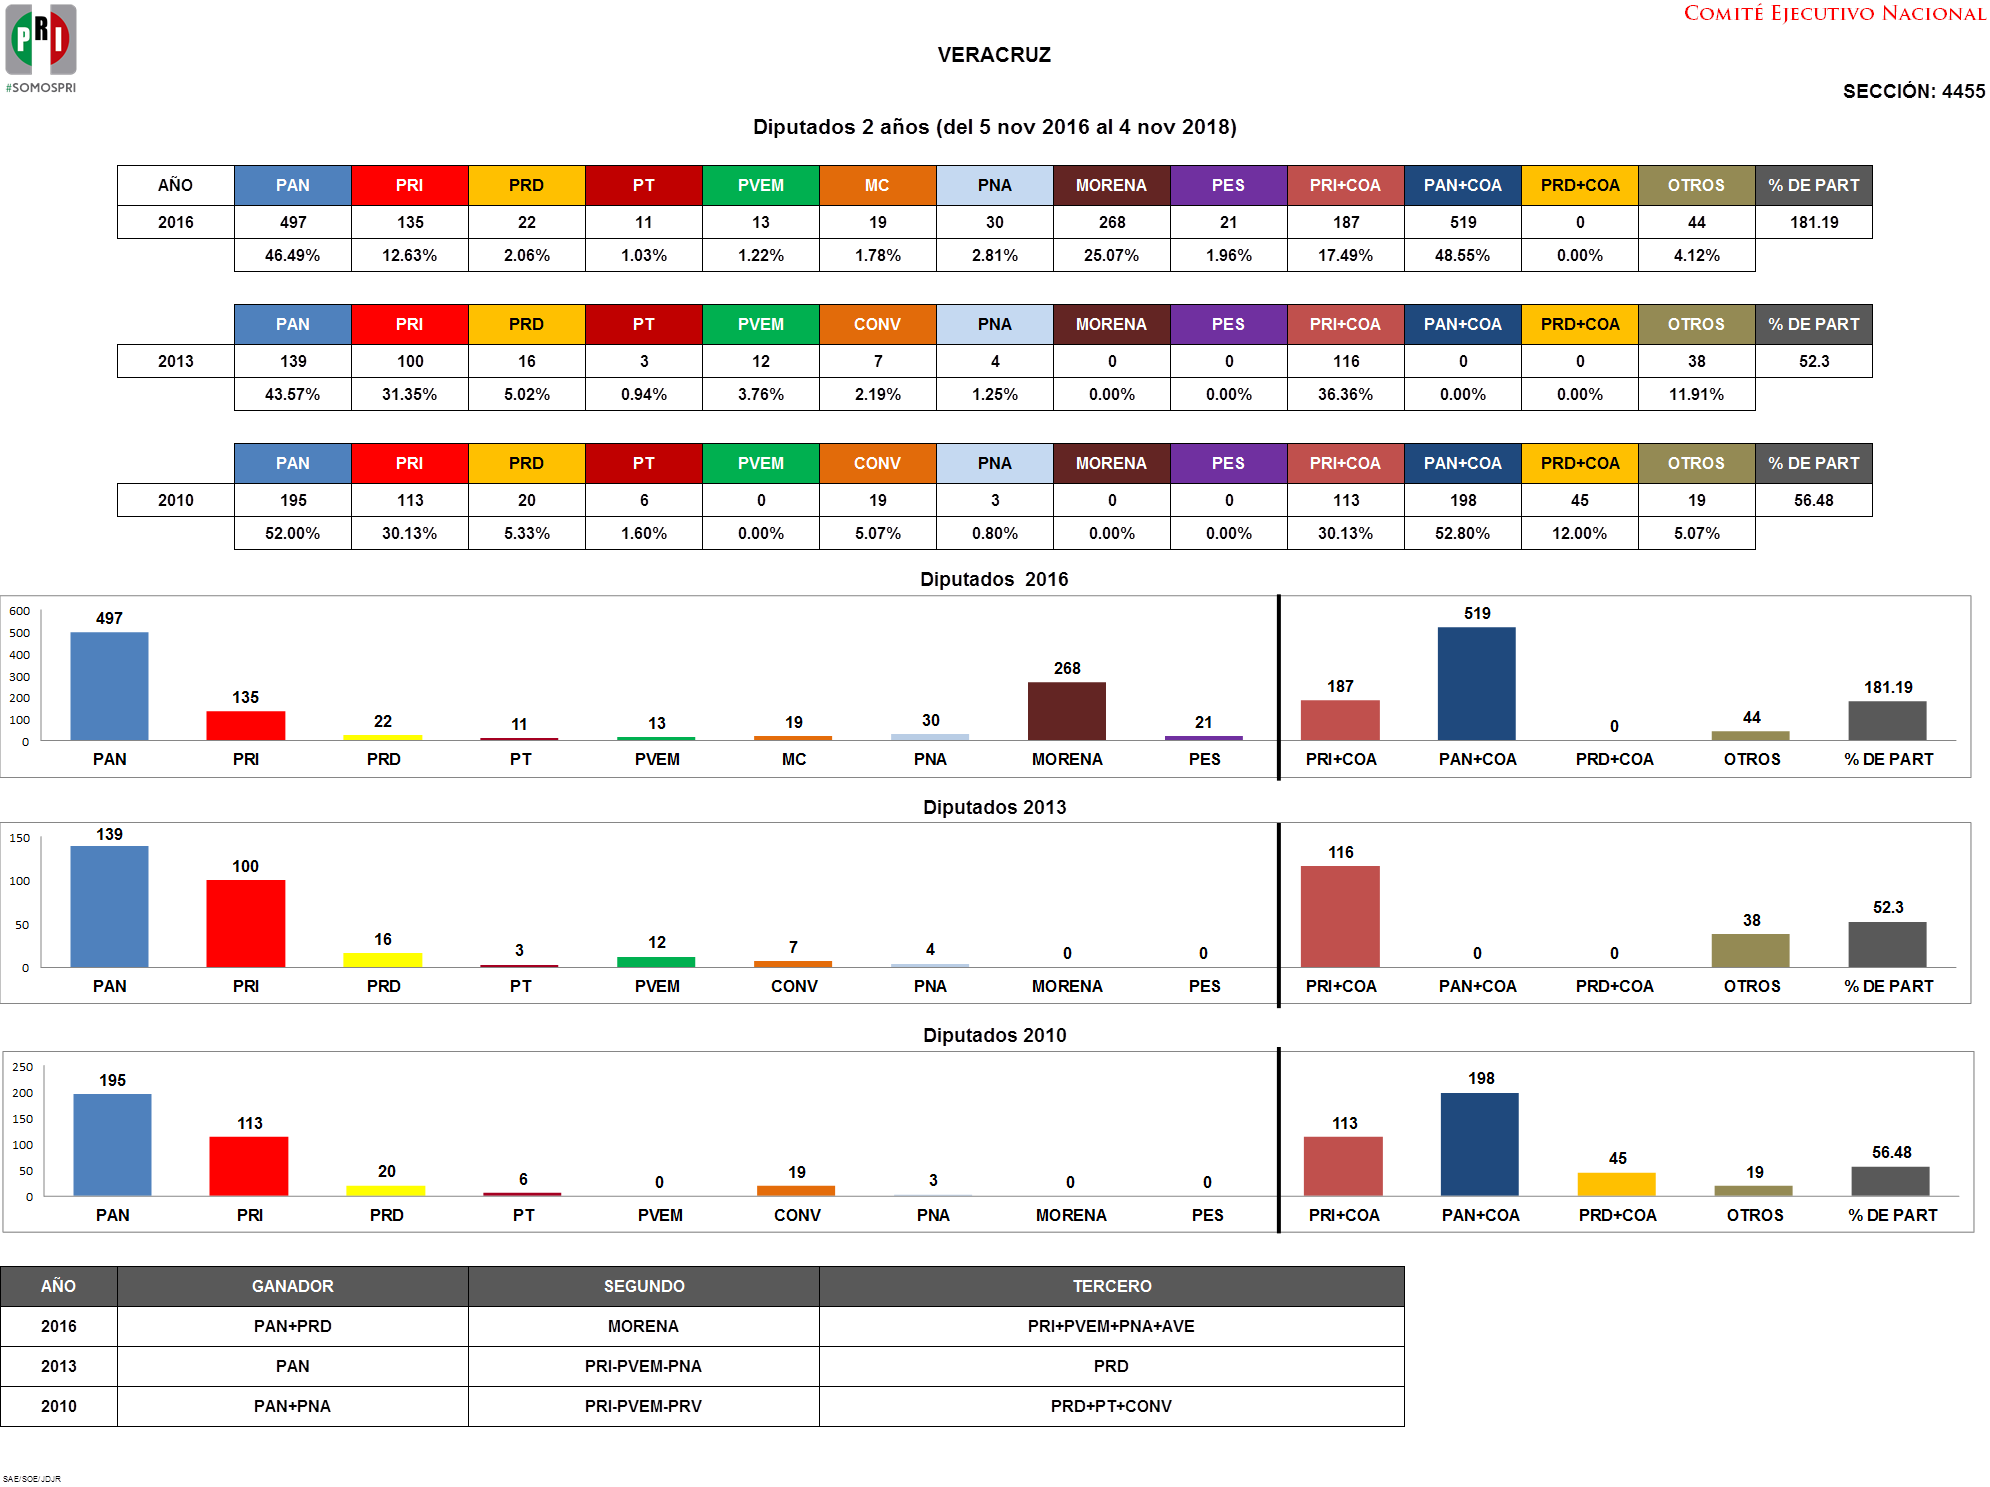 COMITÉ EJECUTIVO NACIONAL
PRI
#SOMOSPRI
VERACRUZ
SECCIÓN: 4455
Diputados 2 años (del 5 nov 2016 al 4 nov 2018)
AÑO PAN PRI PRD PT PVEM MC PNA MORENA PES PRI+COA PAN+COA PRD+COA OTROS % DE PART
2016 497 135 22 11 13 19 30 268 21 187 519 0 44 181.19
46.49% 12.63% 2.06% 1.03% 1.22% 1.78% 2.81% 25.07% 1.96% 17.49% 48.55% 0.00% 4.12%
PAN PRI PRD PT PVEM CONV PNA MORENA PES PRI+COA PAN+COA PRD+COA OTROS % DE PART
2013 139 100 16 3 12 7 4 0 0 116 0 0 38 52.3
43.57% 31.35% 5.02% 0.94% 3.76% 2.19% 1.25% 0.00% 0.00% 36.36% 0.00% 0.00% 11.91%
PAN PRI PRD PT PVEM CONV PNA MORENA PES PRI+COA PAN+COA PRD+COA OTROS % DE PART
2010 195 113 20 6 0 19 3 0 0 113 198 45 19 56.48
52.00% 30.13% 5.33% 1.60% 0.00% 5.07% 0.80% 0.00% 0.00% 30.13% 52.80% 12.00% 5.07%
Diputados 2016
600
500
400
300
200
100
0
497 135 22 11 13 19 30 268 21 187 519 0 44 181.19
PAN PRI PRD PT PVEM MC PNA MORENA PES PRI+COA PAN+COA PRD+COA OTROS % DE PART
Diputados 2013
150
100
50
0
139 100 16 3 12 7 4 0 0 116 0 0 38 52.3
PAN PRI PRD PT PVEM CONV PNA MORENA PES PRI+COA PAN+COA PRD+COA OTROS % DE PART
Diputados 2010
250
200
150
100
50
0
195 113 20 6 0 19 3 0 0 113 198 45 19 56.48
PAN PRI PRD PT PVEM CONV PNA MORENA PES PRI+COA PAN+COA PRD+COA OTROS % DE PART
AÑO GANADOR SEGUNDO TERCERO
2016 PAN+PRD MORENA PRI+PVEM+PNA+AVE
2013 PAN PRI-PVEM-PNA PRD
2010 PAN+PNA PRI-PVEM-PRV PRD+PT+CONV
SAE/SOE/JDJR